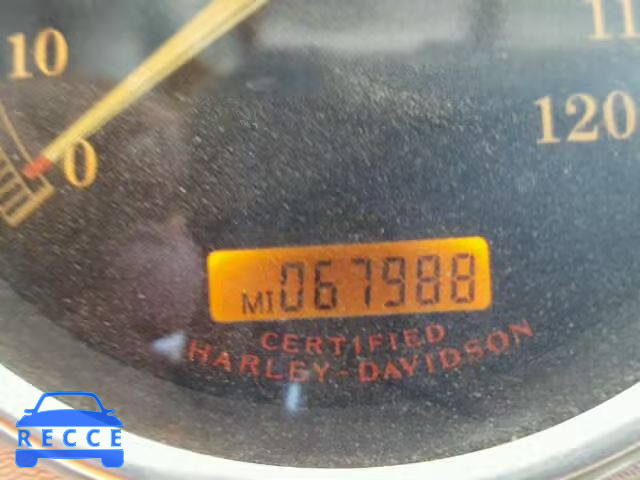 10
0
11
120
MI 067988
CERTIFIED
HARLEY-DAVIDSON
RECCE